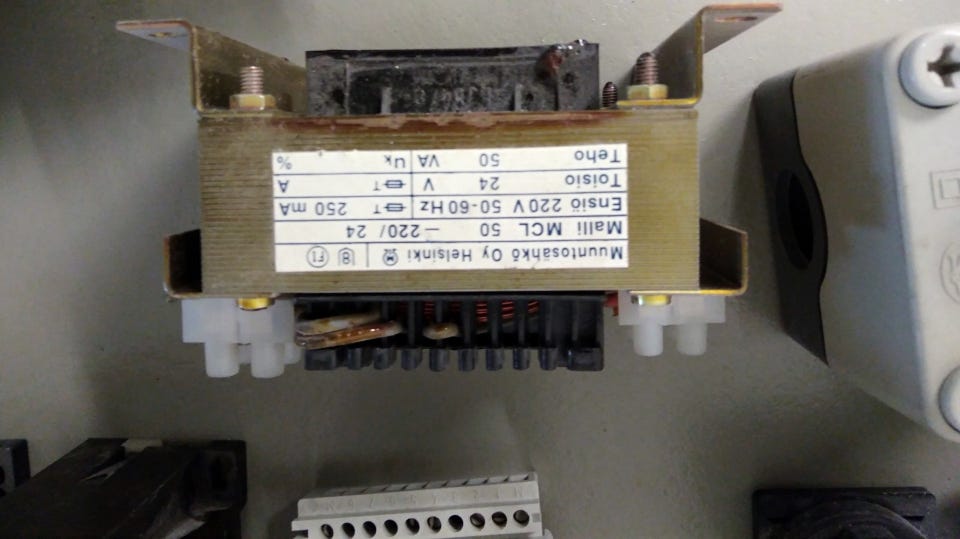 Muuntosähkö Oy Helsinki FI
Malli MCL 50 – 220/ 24
Ensiö 220 V 50-60 Hz T 250 mA
Toisio 24 V T A
Teho 50 VA Uk %